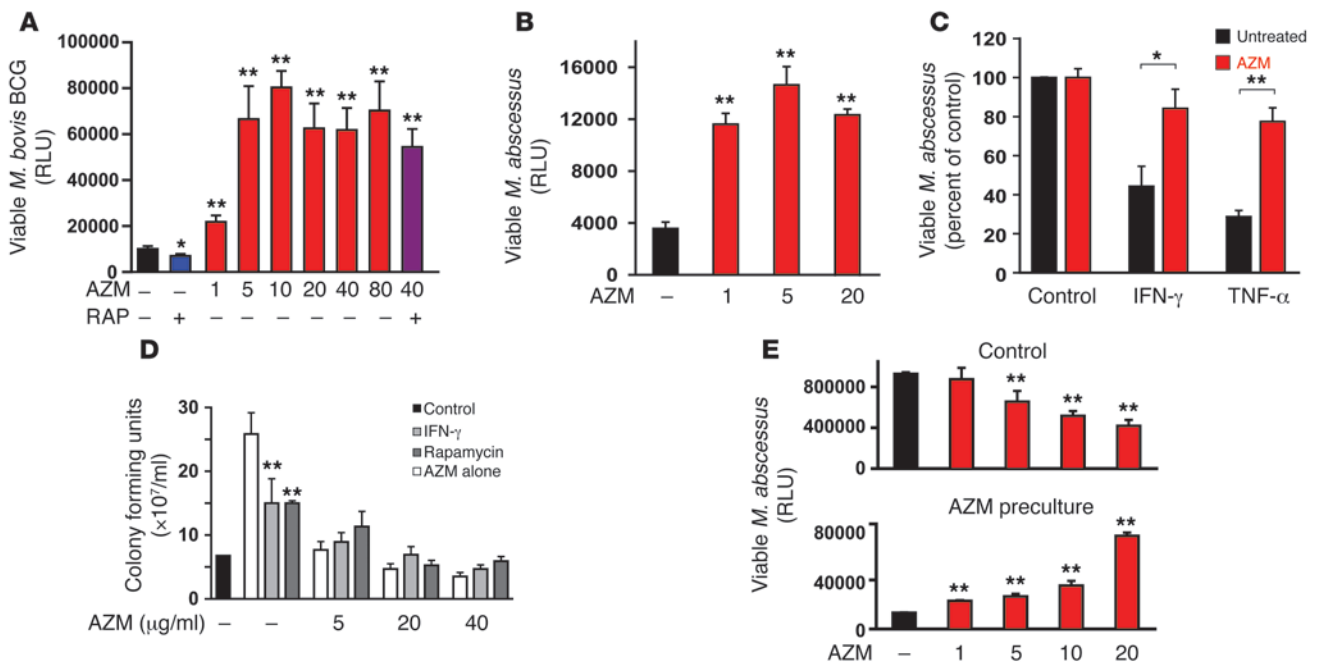 A
Viable M. bovis BCG
(RLU)
100000
80000
60000
40000
20000
0
** ** ** ** ** ** ** *
AZM – – 1 5 10 20 40 80 40
RAP – + – – – – – – +
B
Viable M. abscessus
(RLU)
16000
12000
8000
4000
0
** ** **
AZM – 1 5 20
C
Untreated
AZM
Viable M. abscessus
(percent of control)
120
100
80
60
40
20
0
* **
Control IFN-γ TNF-α
D
Colony forming units
(×10⁷/ml)
30
20
10
0
Control
IFN-γ
Rapamycin
AZM alone
** **
AZM (μg/ml) – – 5 20 40
E
Viable M. abscessus
(RLU)
Control
800000
400000
0
** ** **
AZM preculture
80000
40000
0
** ** ** **
AZM – 1 5 10 20